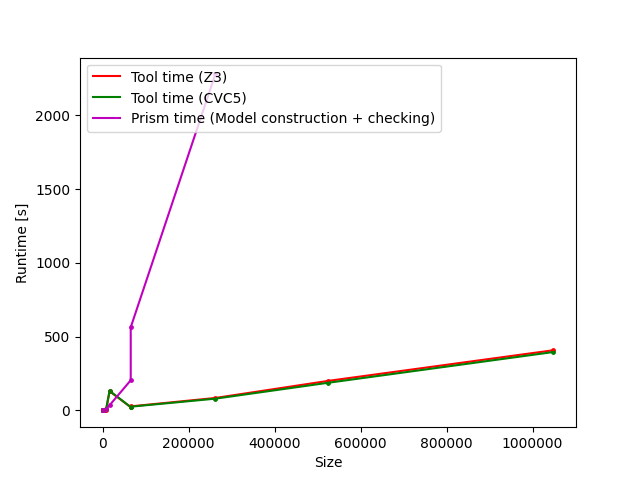 Tool time (Z3)
Tool time (CVC5)
Prism time (Model construction + checking)
2000
1500
1000
500
0
Runtime [s]
0 200000 400000 600000 800000 1000000
Size